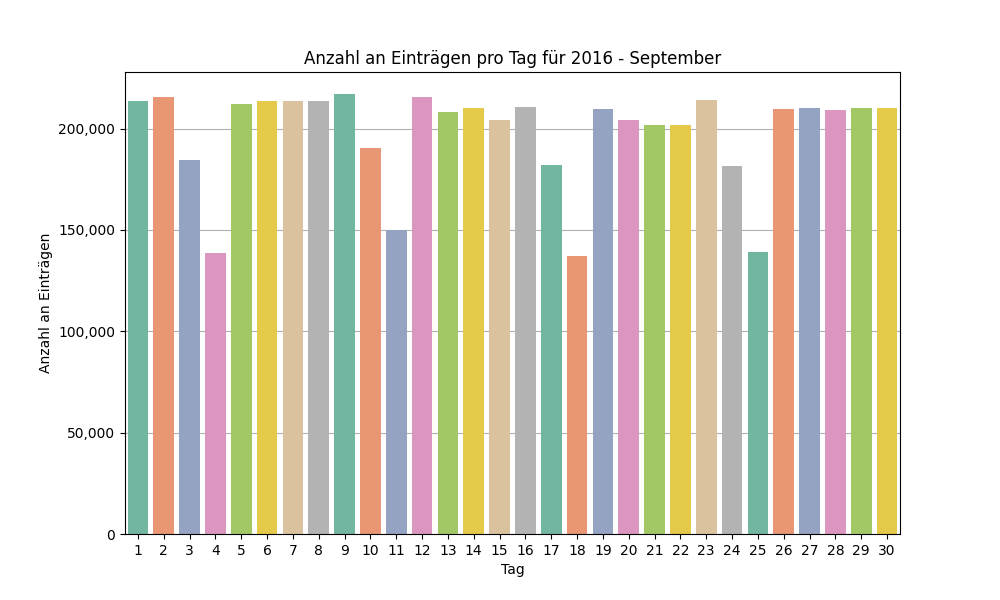 Anzahl an Einträgen pro Tag für 2016 - September
Anzahl an Einträgen
200,000
150,000
100,000
50,000
0
1 2 3 4 5 6 7 8 9 10 11 12 13 14 15 16 17 18 19 20 21 22 23 24 25 26 27 28 29 30
Tag